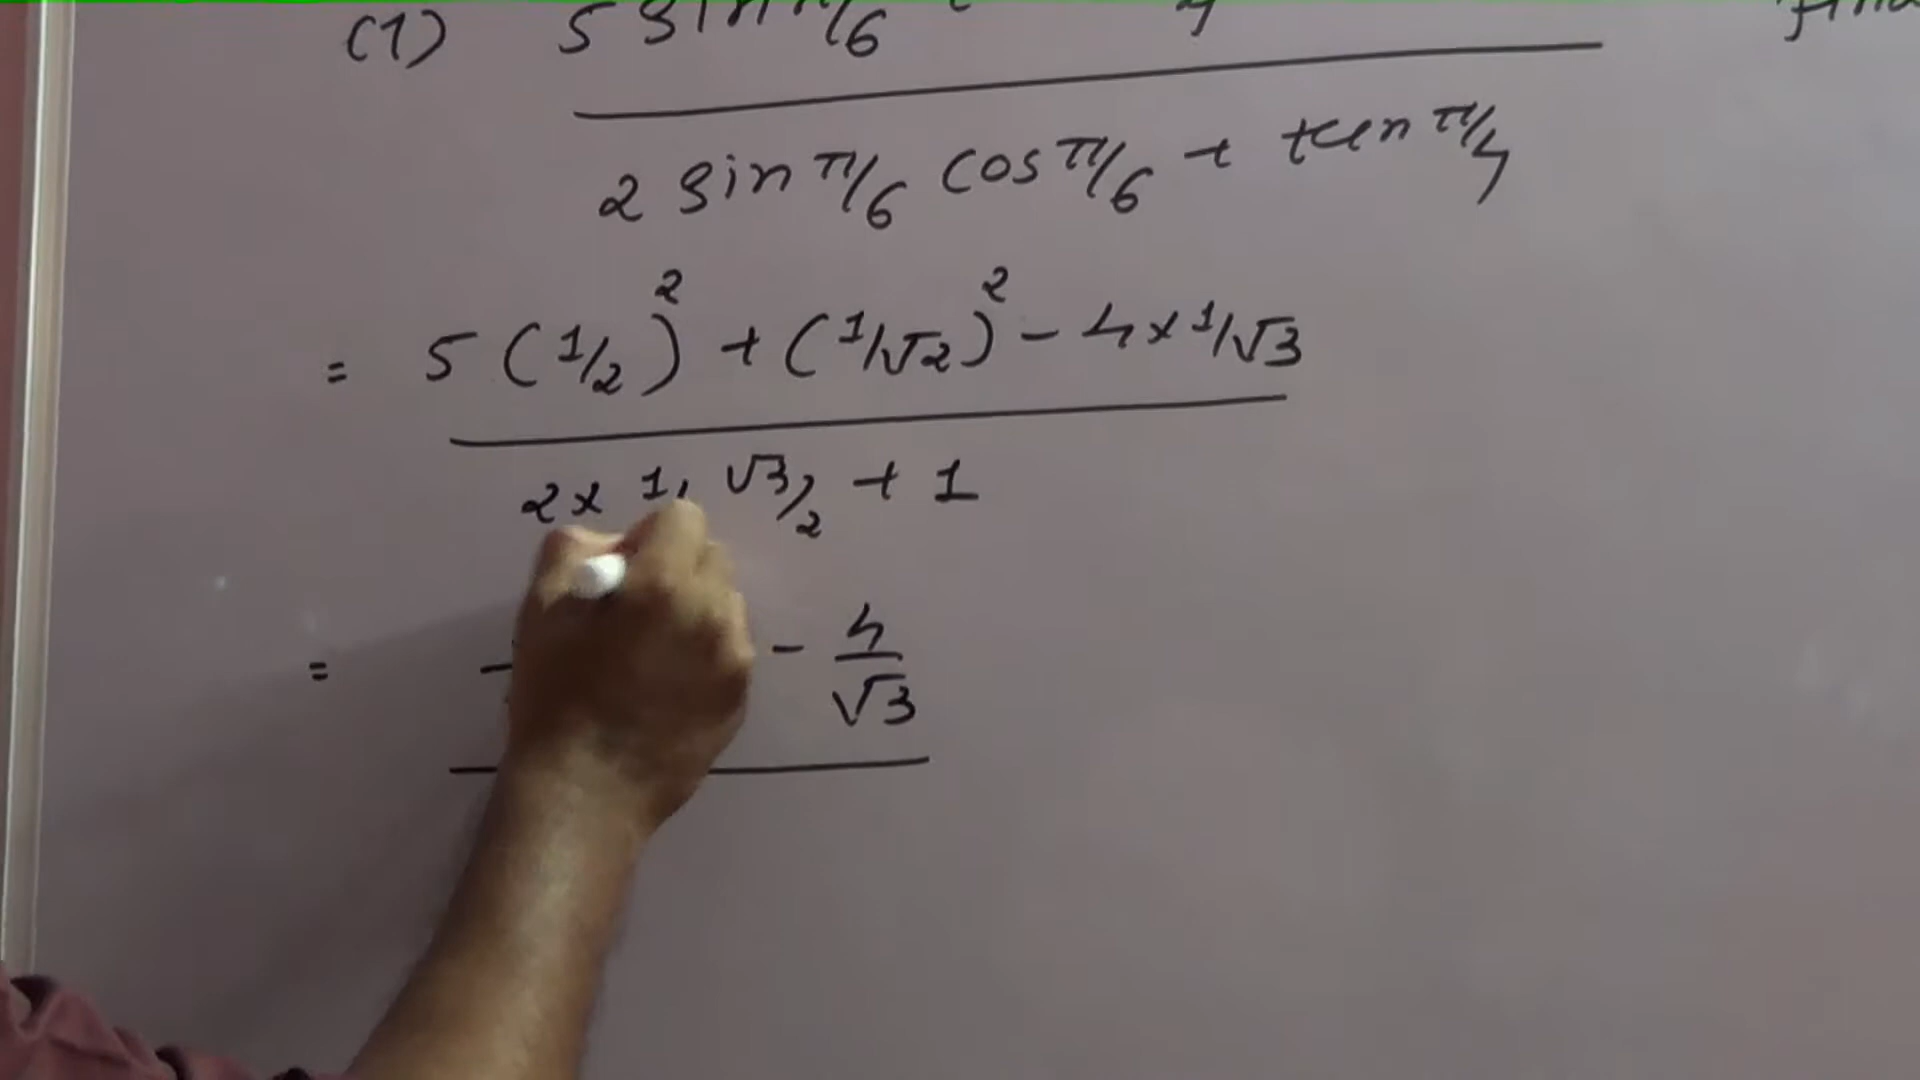 (1) 5 sin π/6
2 sin π/6 cos π/6 + tan π/4
= 5 (1/2)² + (1/√2)² - 4 × 1/√3
2 × 1/ √3/2 + 1
= - 4/√3